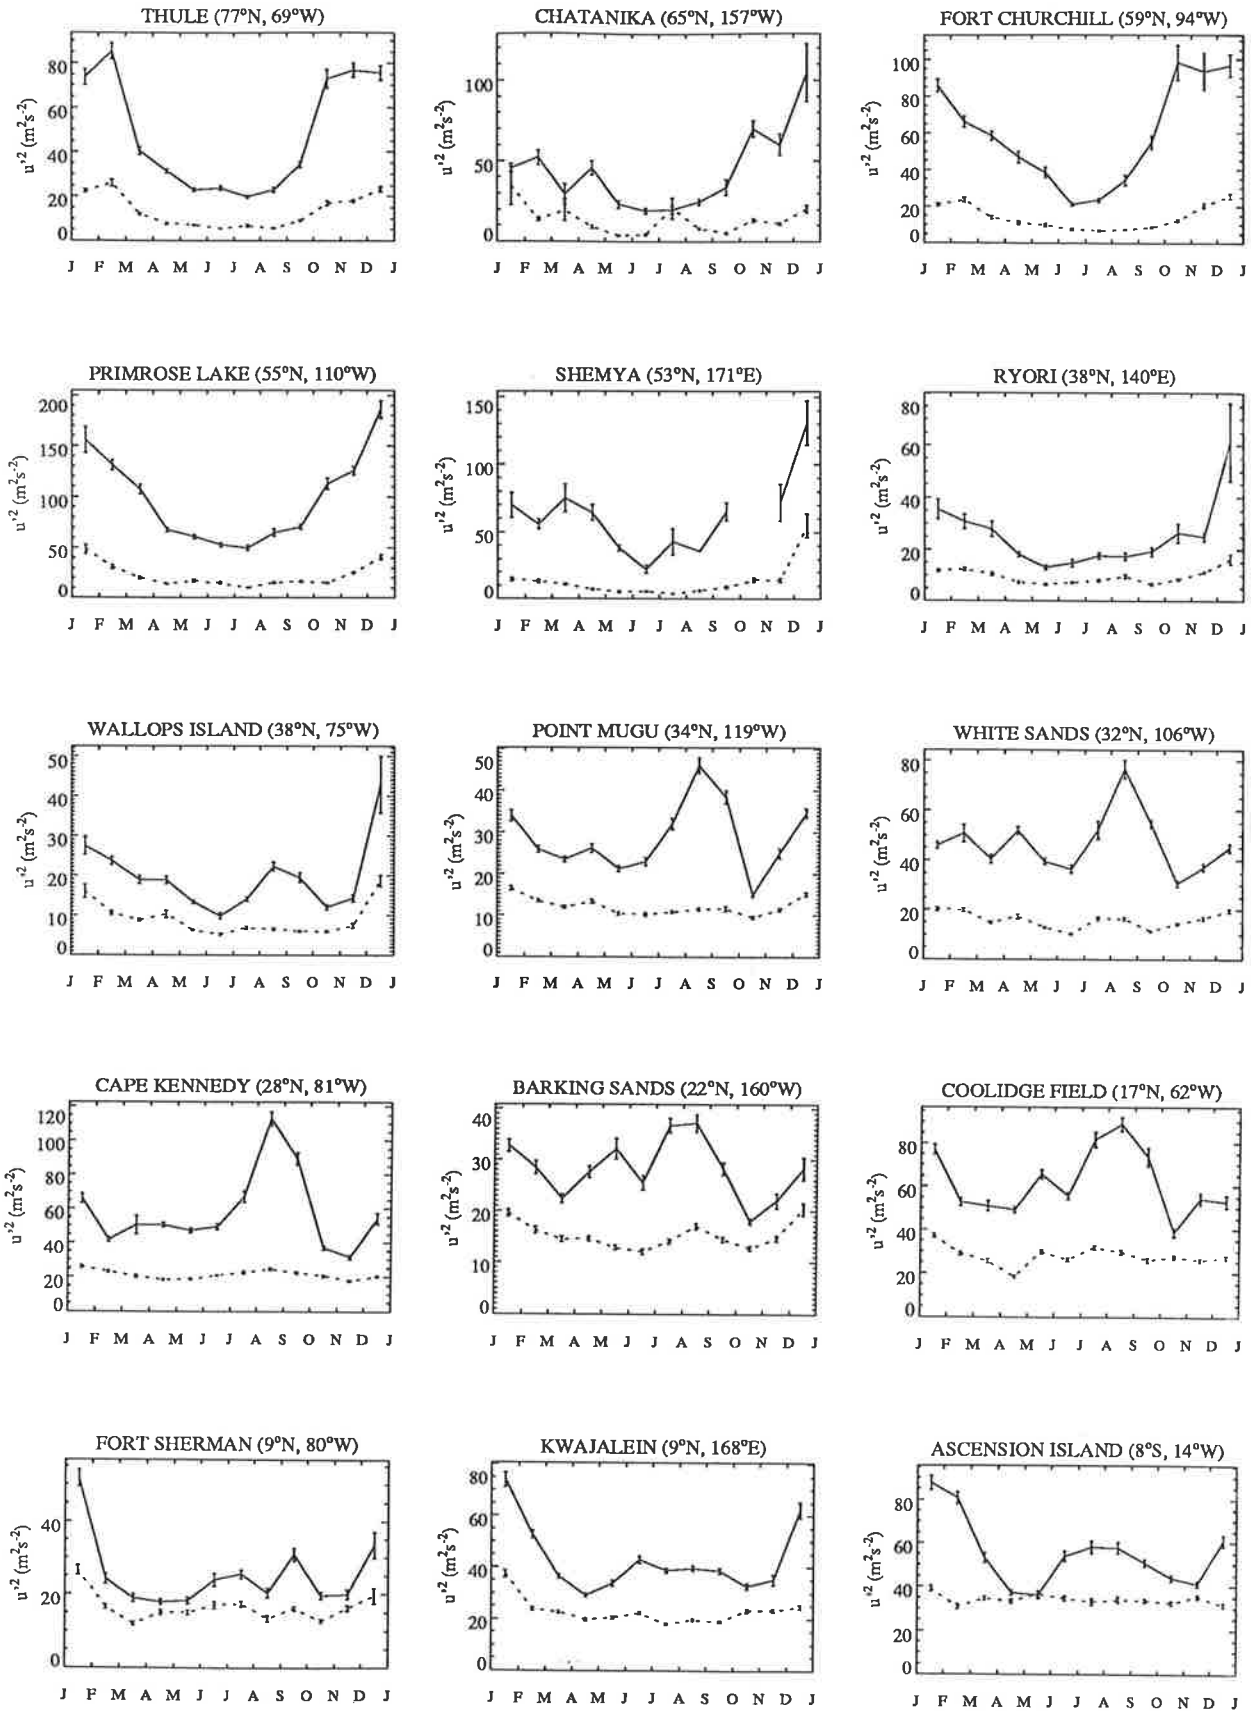 THULE (77°N, 69°W)
u'² (m²s⁻²)
80
60
40
20
0
J F M A M J J A S O N D J
CHATANIKA (65°N, 157°W)
u'² (m²s⁻²)
100
50
0
J F M A M J J A S O N D J
FORT CHURCHILL (59°N, 94°W)
u'² (m²s⁻²)
100
80
60
40
20
0
J F M A M J J A S O N D J
PRIMROSE LAKE (55°N, 110°W)
u'² (m²s⁻²)
200
150
100
50
0
J F M A M J J A S O N D J
SHEMYA (53°N, 171°E)
u'² (m²s⁻²)
150
100
50
0
J F M A M J J A S O N D J
RYORI (38°N, 140°E)
u'² (m²s⁻²)
80
60
40
20
0
J F M A M J J A S O N D J
WALLOPS ISLAND (38°N, 75°W)
u'² (m²s⁻²)
50
40
30
20
10
0
J F M A M J J A S O N D J
POINT MUGU (34°N, 119°W)
u'² (m²s⁻²)
50
40
30
20
10
0
J F M A M J J A S O N D J
WHITE SANDS (32°N, 106°W)
u'² (m²s⁻²)
80
60
40
20
0
J F M A M J J A S O N D J
CAPE KENNEDY (28°N, 81°W)
u'² (m²s⁻²)
120
100
80
60
40
20
0
J F M A M J J A S O N D J
BARKING SANDS (22°N, 160°W)
u'² (m²s⁻²)
40
30
20
10
0
J F M A M J J A S O N D J
COOLIDGE FIELD (17°N, 62°W)
u'² (m²s⁻²)
80
60
40
20
0
J F M A M J J A S O N D J
FORT SHERMAN (9°N, 80°W)
u'² (m²s⁻²)
40
20
0
J F M A M J J A S O N D J
KWAJALEIN (9°N, 168°E)
u'² (m²s⁻²)
80
60
40
20
0
J F M A M J J A S O N D J
ASCENSION ISLAND (8°S, 14°W)
u'² (m²s⁻²)
80
60
40
20
0
J F M A M J J A S O N D J